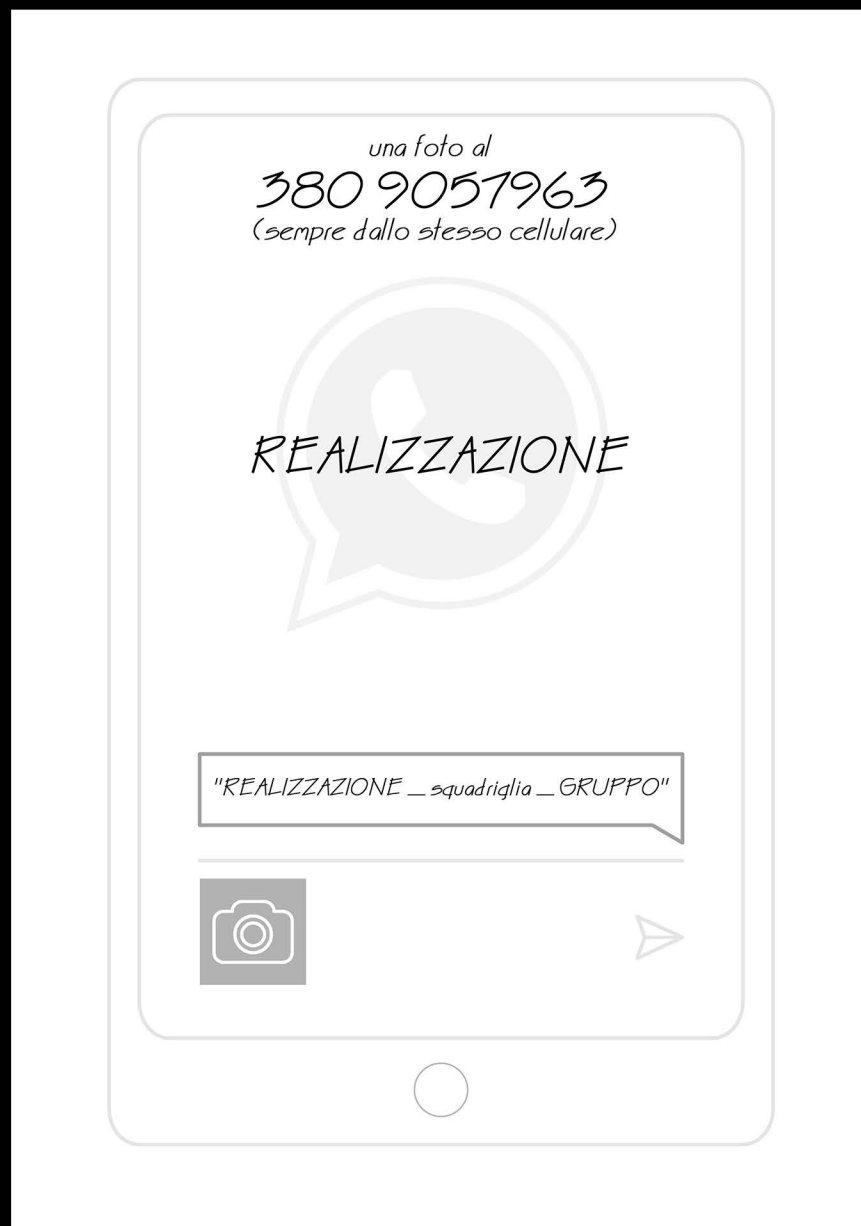 una foto al
380 9057963
(sempre dallo stesso cellulare)
REALIZZAZIONE
"REALIZZAZIONE _ squadriglia _ GRUPPO"